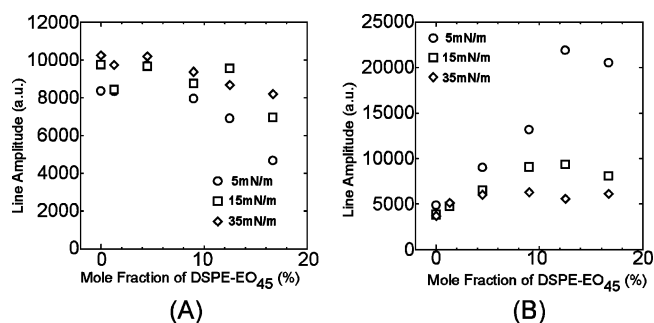 12000
10000
8000
6000
4000
2000
0
Line Amplitude (a.u.)
5mN/m
15mN/m
35mN/m
0
10
20
Mole Fraction of DSPE-EO45 (%)
(A)
25000
20000
15000
10000
5000
0
Line Amplitude (a.u.)
5mN/m
15mN/m
35mN/m
0
10
20
Mole Fraction of DSPE-EO45 (%)
(B)